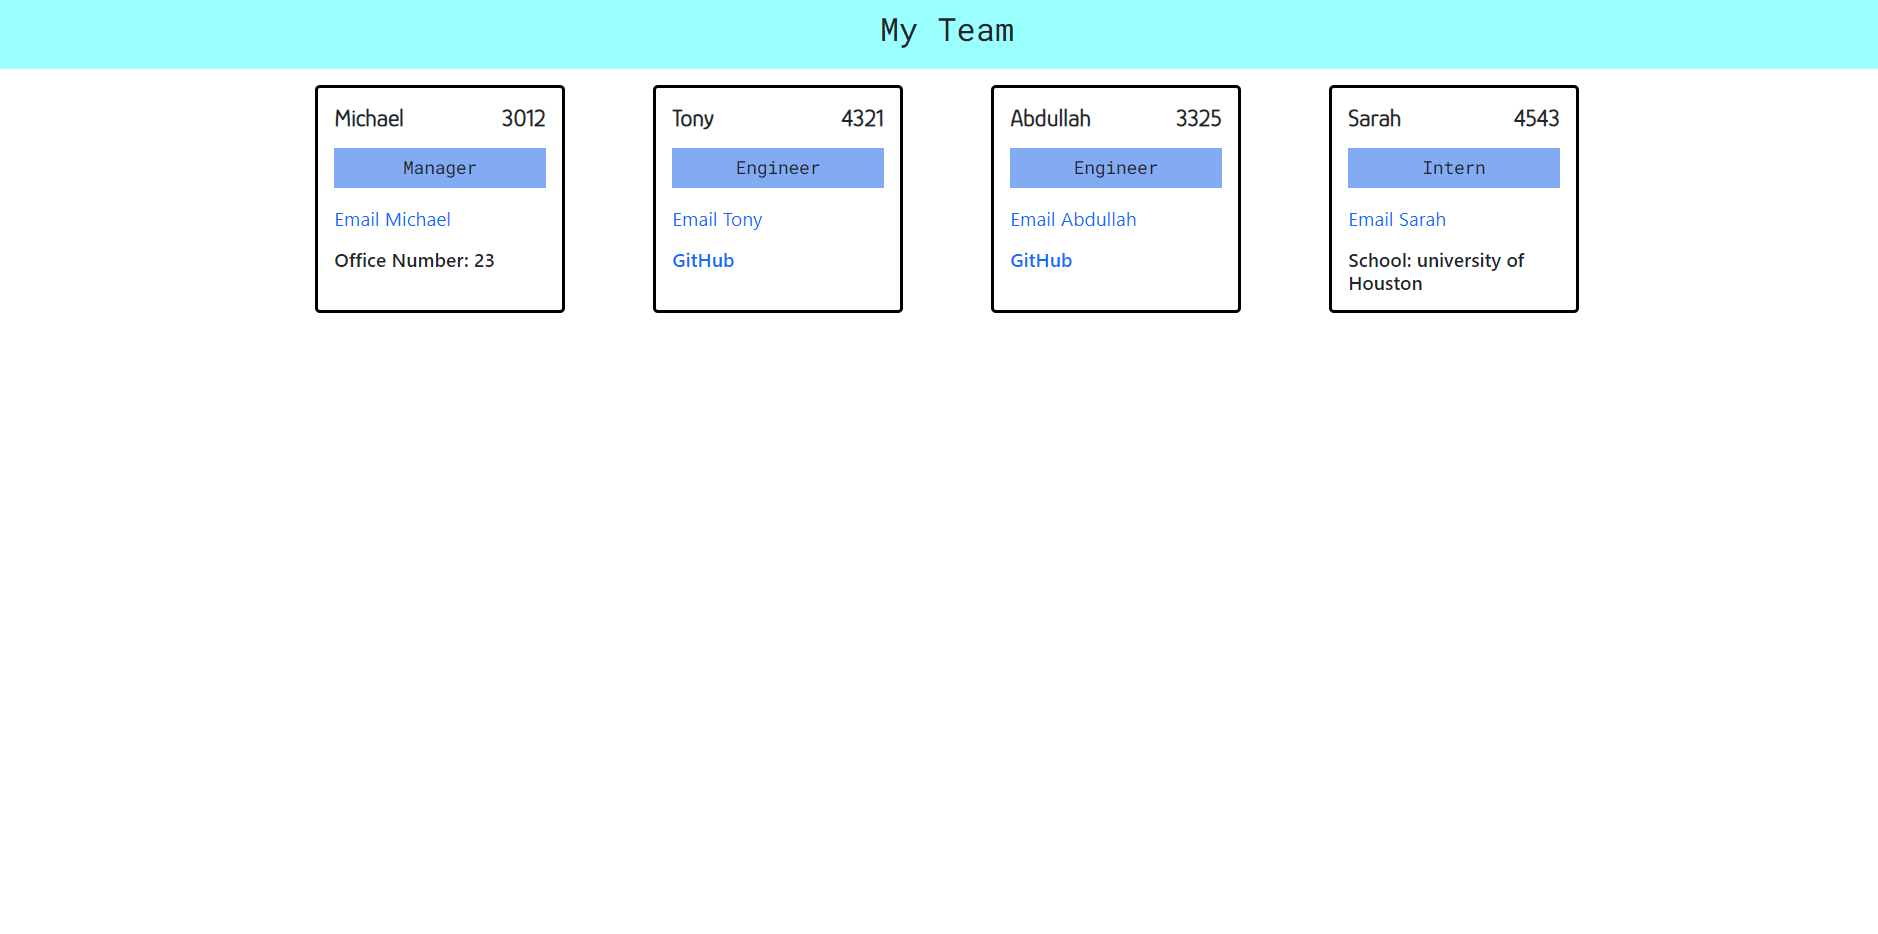 My Team
Michael 3012
Manager
Email Michael
Office Number: 23
Tony 4321
Engineer
Email Tony
GitHub
Abdullah 3325
Engineer
Email Abdullah
GitHub
Sarah 4543
Intern
Email Sarah
School: university of
Houston